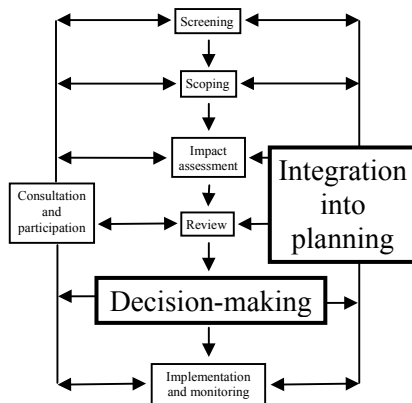 Screening
Scoping
Impact
assessment
Integration
into
planning
Consultation
and
participation
Review
Decision-making
Implementation
and monitoring